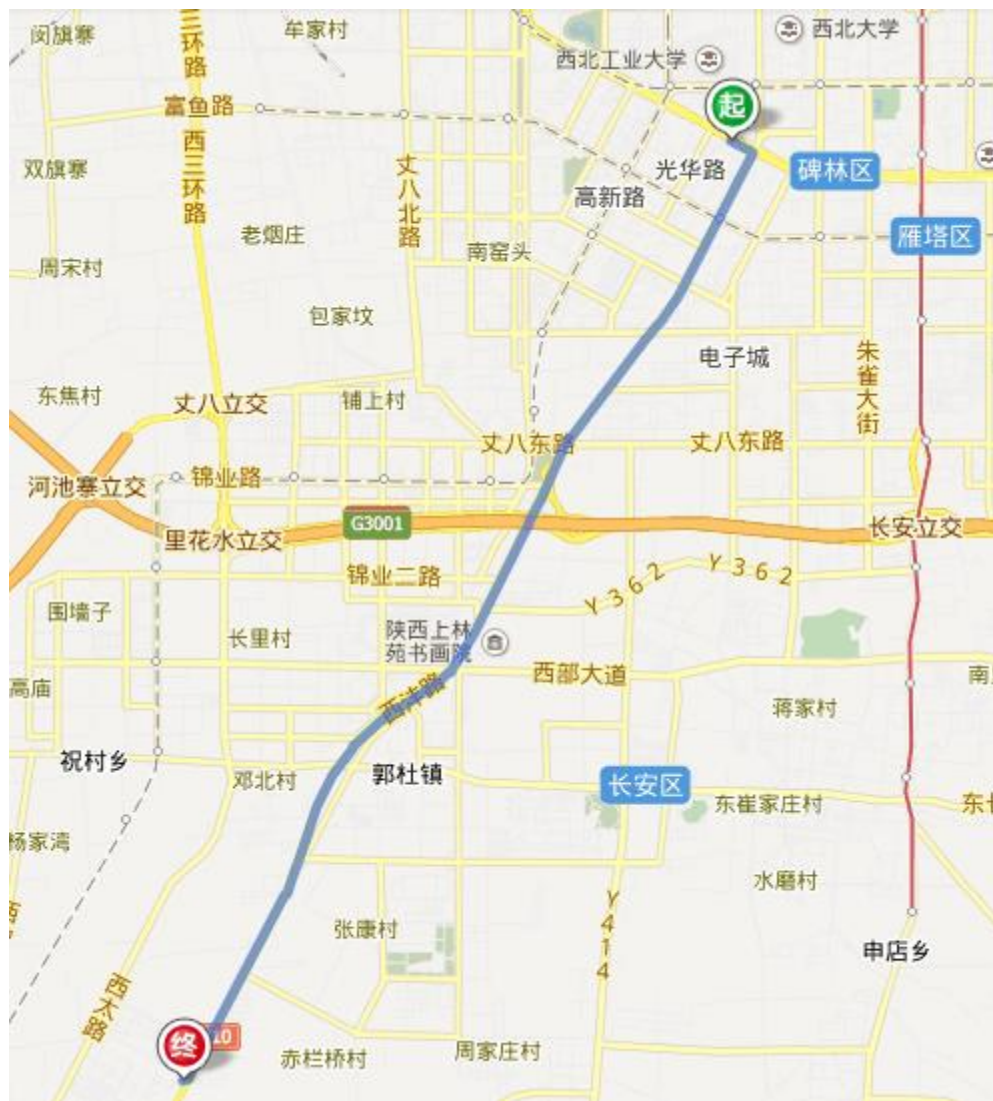 闵旗寨
三环路
牟家村
西北大学
西北工业大学
富鱼路
起
西三环路
双旗寨
丈八北路
光华路
碑林区
高新路
老烟庄
南窑头
雁塔区
周宋村
包家坟
电子城
朱雀大街
东焦村
丈八立交
铺上村
丈八东路
丈八东路
河池寨立交
锦业路
G3001
里花水立交
长安立交
锦业二路
Y362
Y362
围墙子
长里村
陕西上林
苑书画院
西部大道
高庙
西沣路
蒋家村
南
祝村乡
邓北村
郭杜镇
长安区
东崔家庄村
东
杨家湾
水磨村
Y414
张康村
申店乡
西太路
终
10
赤栏桥村
周家庄村